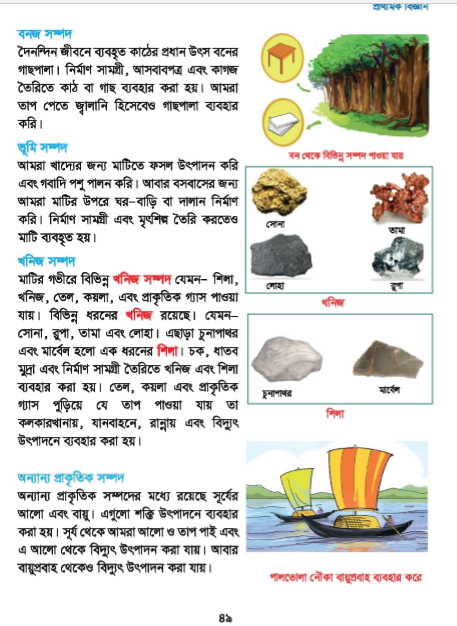 প্রাথমিক বিজ্ঞান
বনজ সম্পদ
দৈনন্দিন জীবনে ব্যবহৃত কাঠের প্রধান উৎস বনের
গাছপালা। নির্মাণ সামগ্রী, আসবাবপত্র এবং কাগজ
তৈরিতে কাঠ বা গাছ ব্যবহার করা হয়। আমরা
তাপ পেতে জ্বালানি হিসেবেও গাছপালা ব্যবহার
করি।
বন থেকে বিভিন্ন সম্পদ পাওয়া যায়
ভূমি সম্পদ
আমরা খাদ্যের জন্য মাটিতে ফসল উৎপাদন করি
এবং গবাদি পশু পালন করি। আবার বসবাসের জন্য
আমরা মাটির উপরে ঘর–বাড়ি বা দালান নির্মাণ
করি। নির্মাণ সামগ্রী এবং মৃৎশিল্প তৈরি করতেও
মাটি ব্যবহৃত হয়।
সোনা
তামা
লোহা
রুপা
খনিজ
খনিজ সম্পদ
মাটির গভীরে বিভিন্ন খনিজ সম্পদ যেমন– শিলা,
খনিজ, তেল, কয়লা, এবং প্রাকৃতিক গ্যাস পাওয়া
যায়। বিভিন্ন ধরনের খনিজ রয়েছে। যেমন–
সোনা, রুপা, তামা এবং লোহা। এছাড়া চুনাপাথর
এবং মার্বেল হলো এক ধরনের শিলা। চক, ধাতব
মুদ্রা এবং নির্মাণ সামগ্রী তৈরিতে খনিজ এবং শিলা
ব্যবহার করা হয়। তেল, কয়লা এবং প্রাকৃতিক
গ্যাস পুড়িয়ে যে তাপ পাওয়া যায় তা
কলকারখানায়, যানবাহনে, রান্নায় এবং বিদ্যুৎ
উৎপাদনে ব্যবহার করা হয়।
চুনাপাথর
মার্বেল
শিলা
অন্যান্য প্রাকৃতিক সম্পদ
অন্যান্য প্রাকৃতিক সম্পদের মধ্যে রয়েছে সূর্যের
আলো এবং বায়ু। এগুলো শক্তি উৎপাদনে ব্যবহার
করা হয়। সূর্য থেকে আমরা আলো ও তাপ পাই এবং
এ আলো থেকে বিদ্যুৎ উৎপাদন করা যায়। আবার
বায়ুপ্রবাহ থেকেও বিদ্যুৎ উৎপাদন করা যায়।
পালতোলা নৌকা বায়ুপ্রবাহ ব্যবহার করে
৪৯